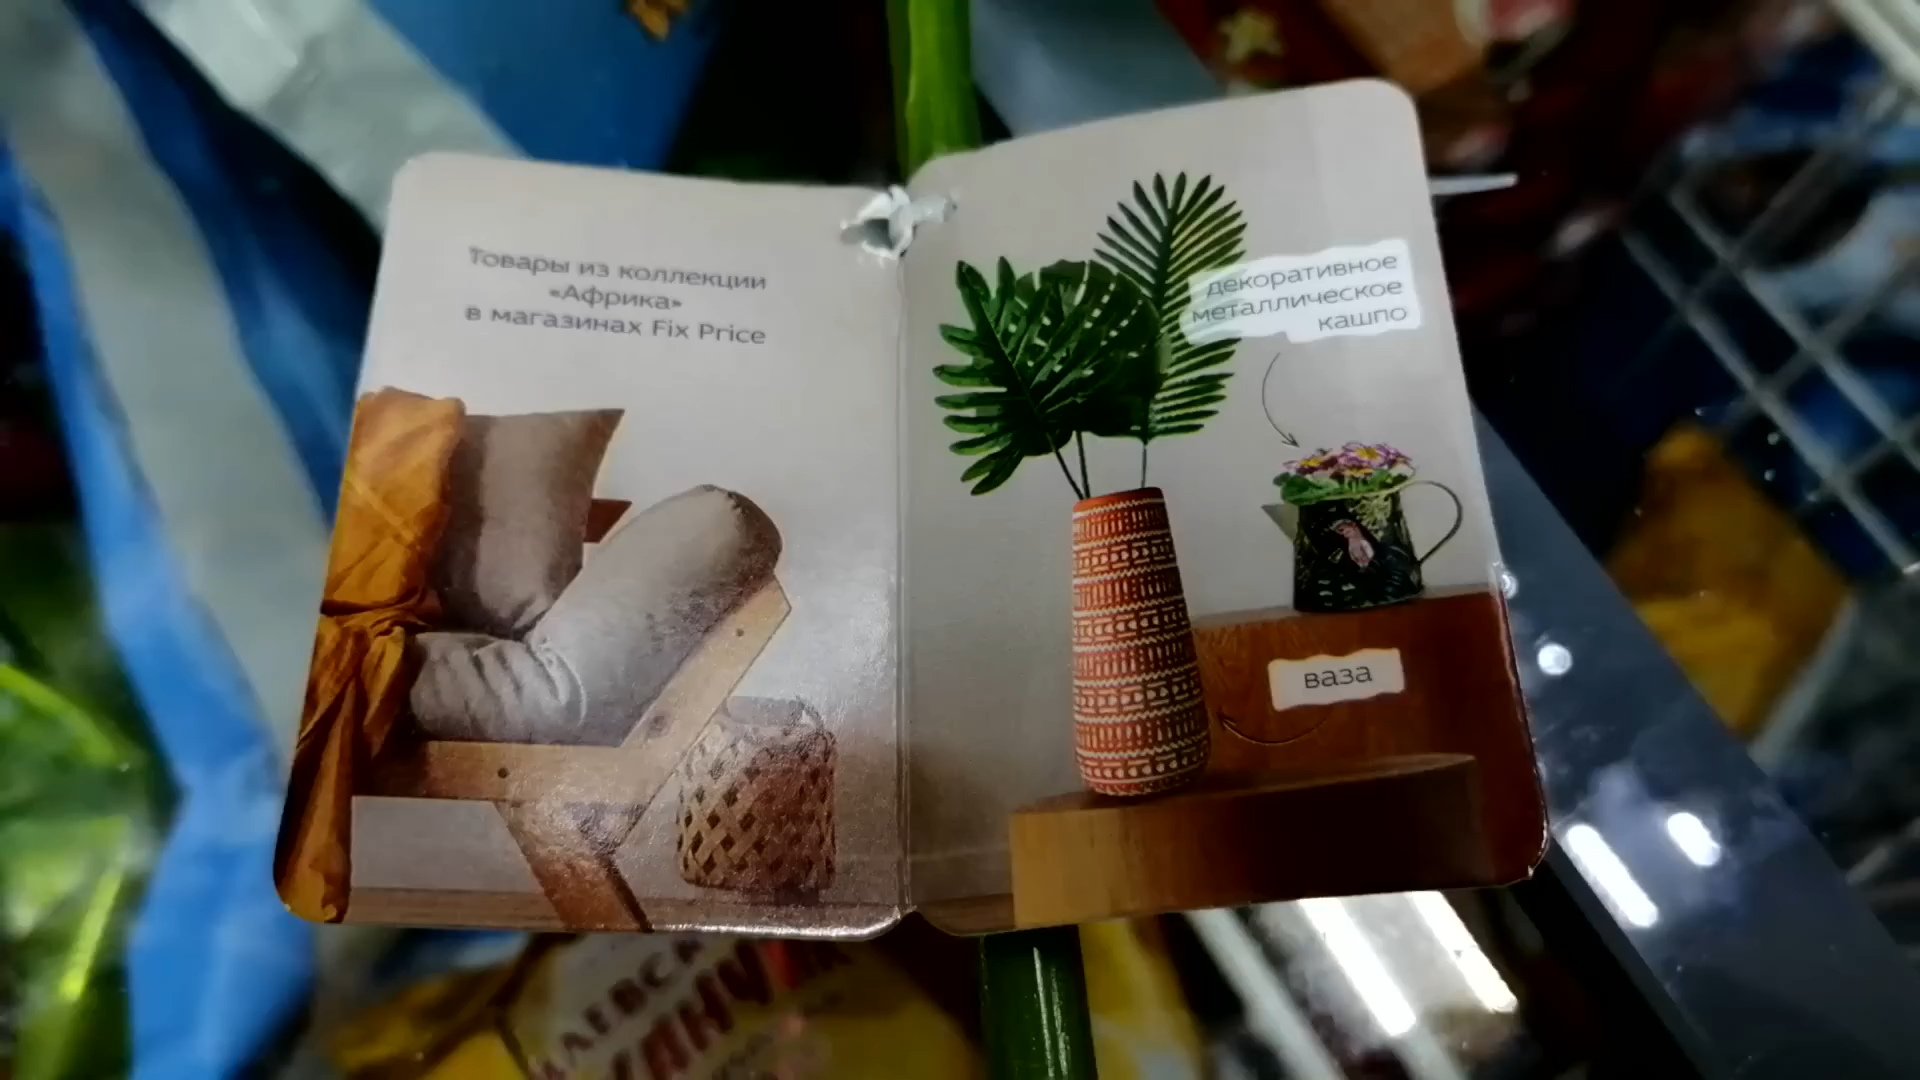 Товары из коллекции
«Африка»
в магазинах Fix Price
декоративное
металлическое
кашпо
ваза